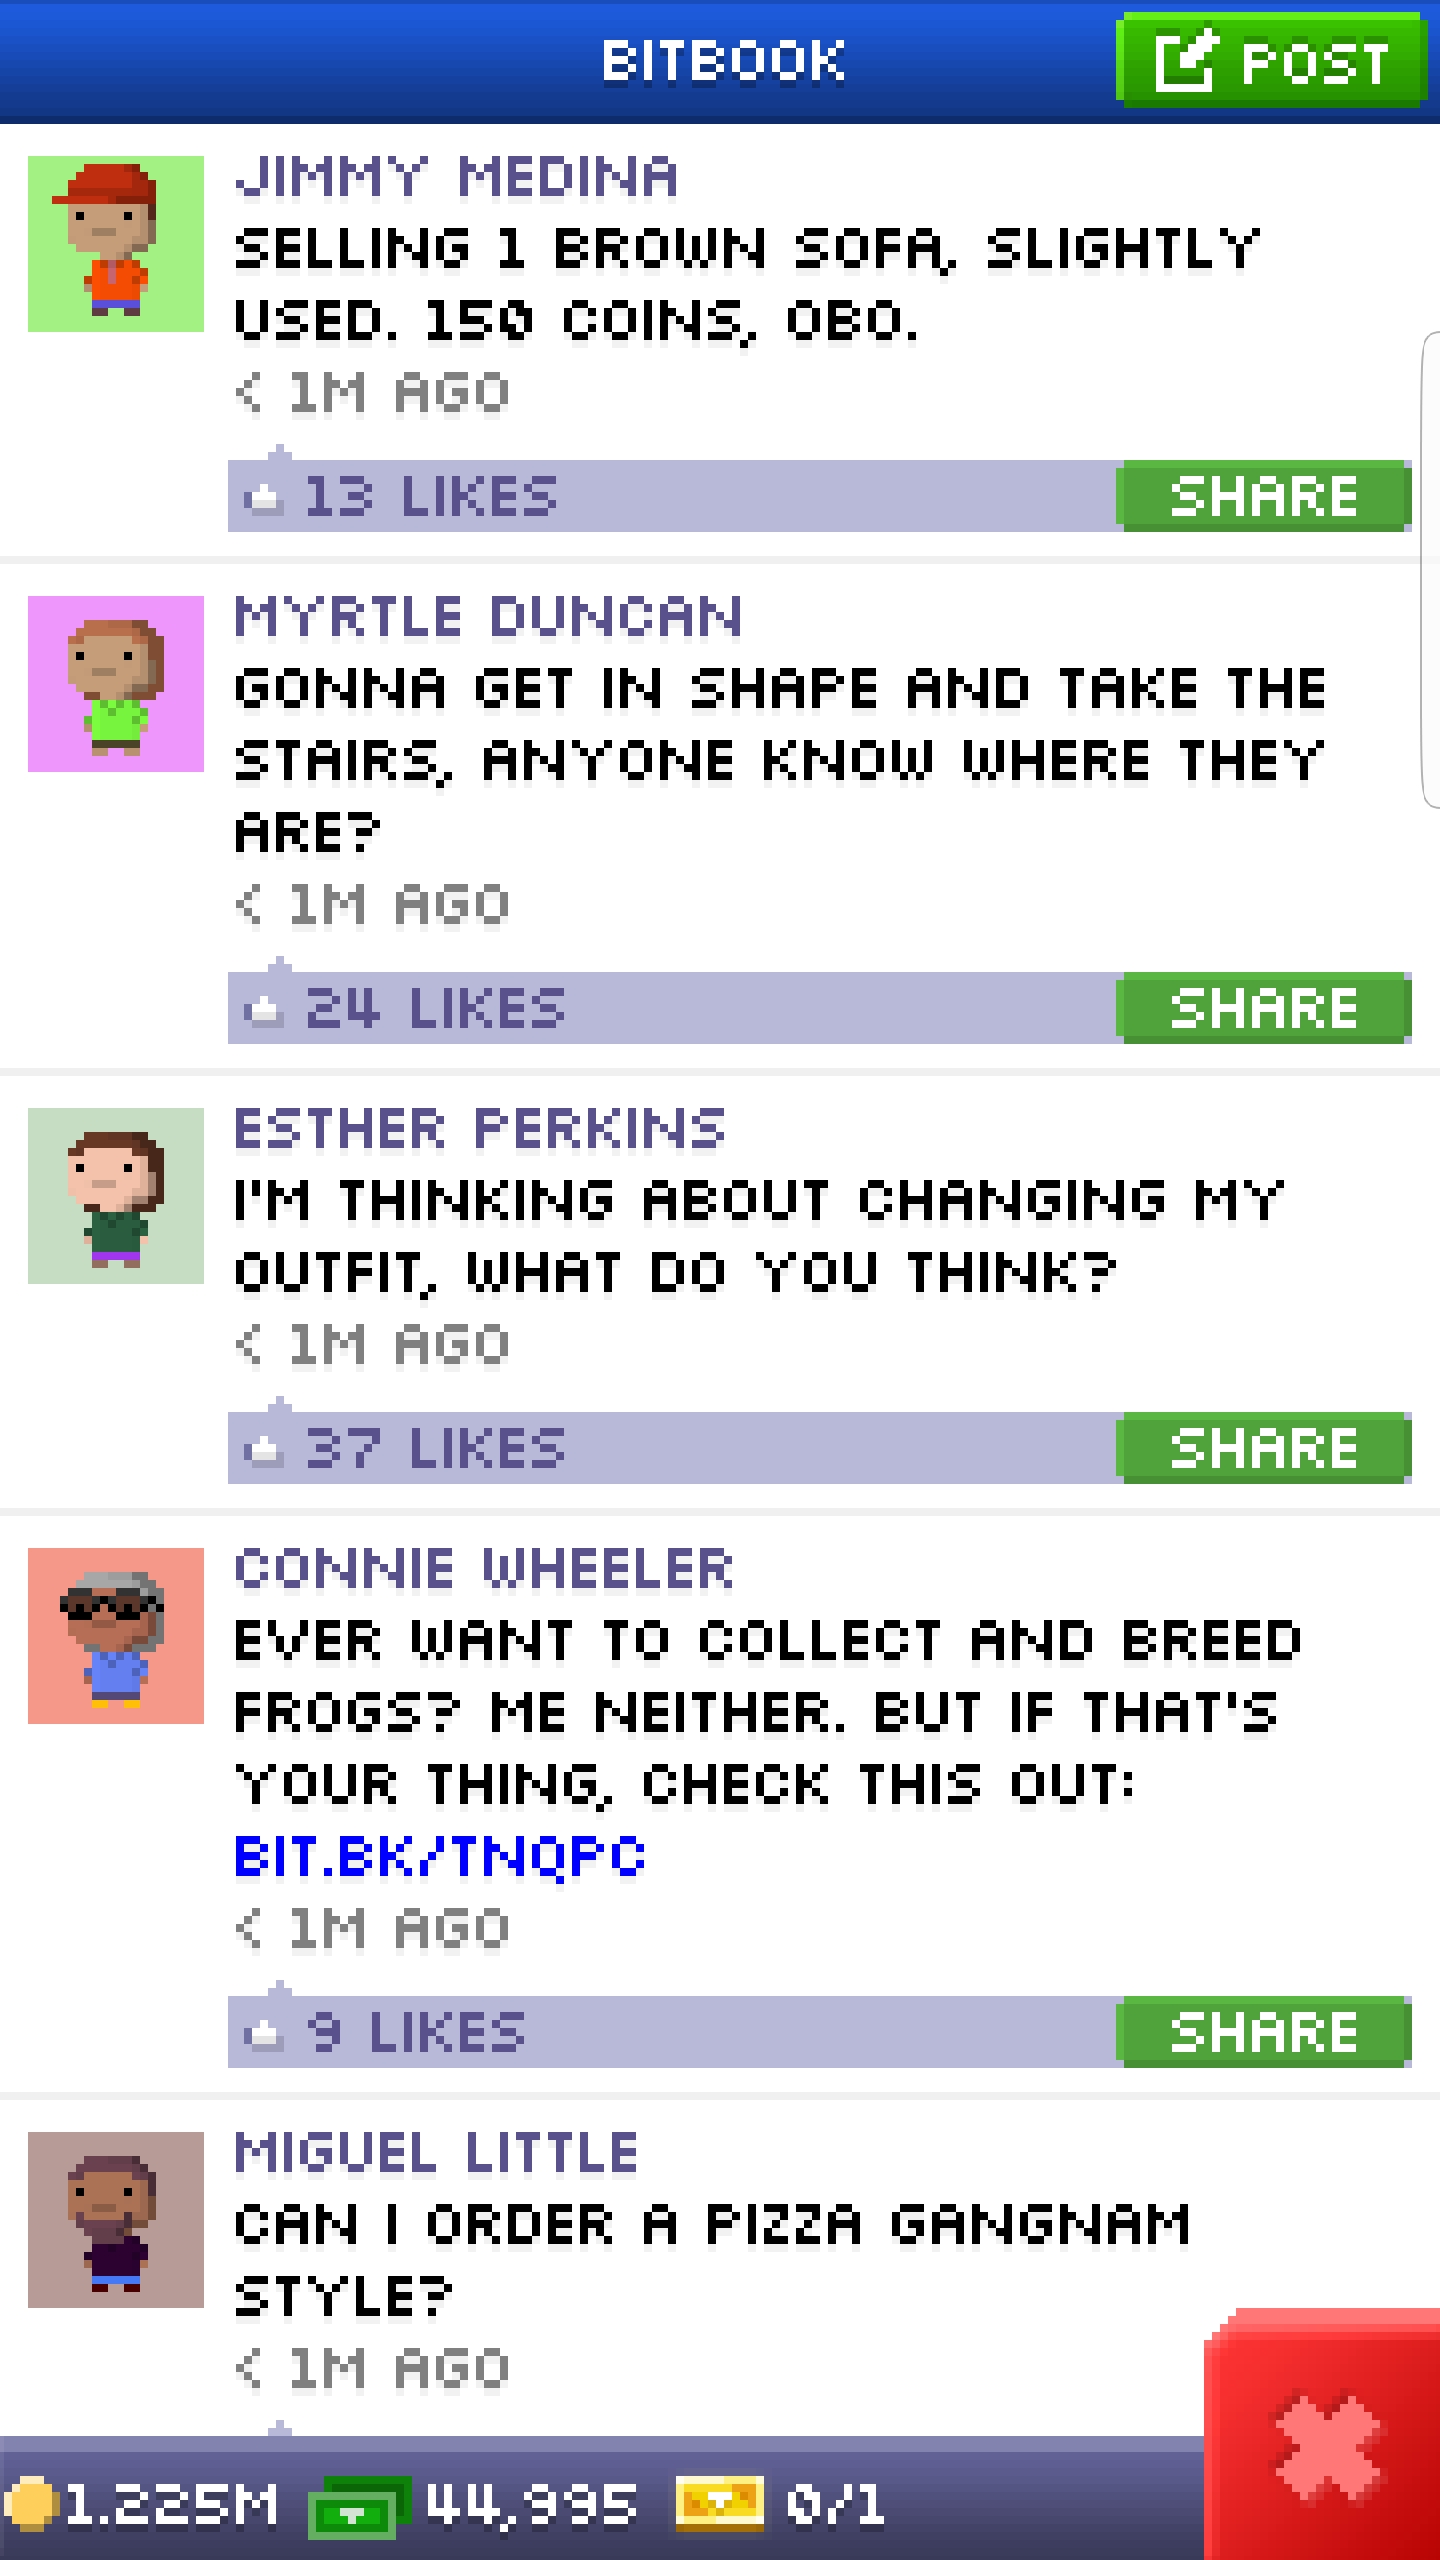 BITBOOK
POST
JIMMY MEDINA
SELLING 1 BROWN SOFA, SLIGHTLY
USED. 150 COINS, OBO.
< 1M AGO
13 LIKES
SHARE
MYRTLE DUNCAN
GONNA GET IN SHAPE AND TAKE THE
STAIRS, ANYONE KNOW WHERE THEY
ARE?
< 1M AGO
24 LIKES
SHARE
ESTHER PERKINS
I'M THINKING ABOUT CHANGING MY
OUTFIT, WHAT DO YOU THINK?
< 1M AGO
37 LIKES
SHARE
CONNIE WHEELER
EVER WANT TO COLLECT AND BREED
FROGS? ME NEITHER. BUT IF THAT'S
YOUR THING, CHECK THIS OUT:
BIT.BK/TNQPC
< 1M AGO
9 LIKES
SHARE
MIGUEL LITTLE
CAN I ORDER A PIZZA GANGNAM
STYLE?
< 1M AGO
1.225M
44,995
0/1